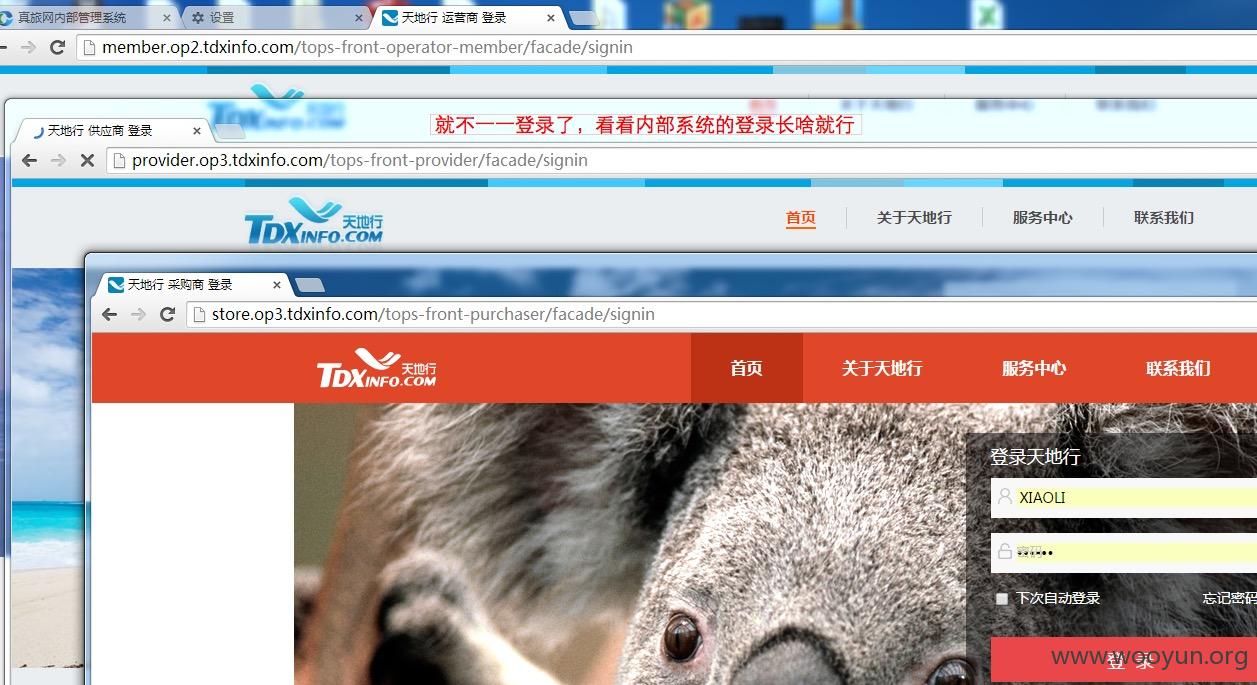 真旅网内部管理系统
设置
天地行 运营商 登录
member.op2.tdxinfo.com/tops-front-operator-member/facade/signin
天地行 供应商 登录
就不一一登录了，看看内部系统的登录长啥就行
provider.op3.tdxinfo.com/tops-front-provider/facade/signin
TDXINFO.COM 天地行
首页
关于天地行
服务中心
联系我们
天地行 采购商 登录
store.op3.tdxinfo.com/tops-front-purchaser/facade/signin
TDXINFO.COM 天地行
首页
关于天地行
服务中心
联系我们
登录天地行
XIAOLI
下次自动登录
忘记密码
登录
www.wooyun.org